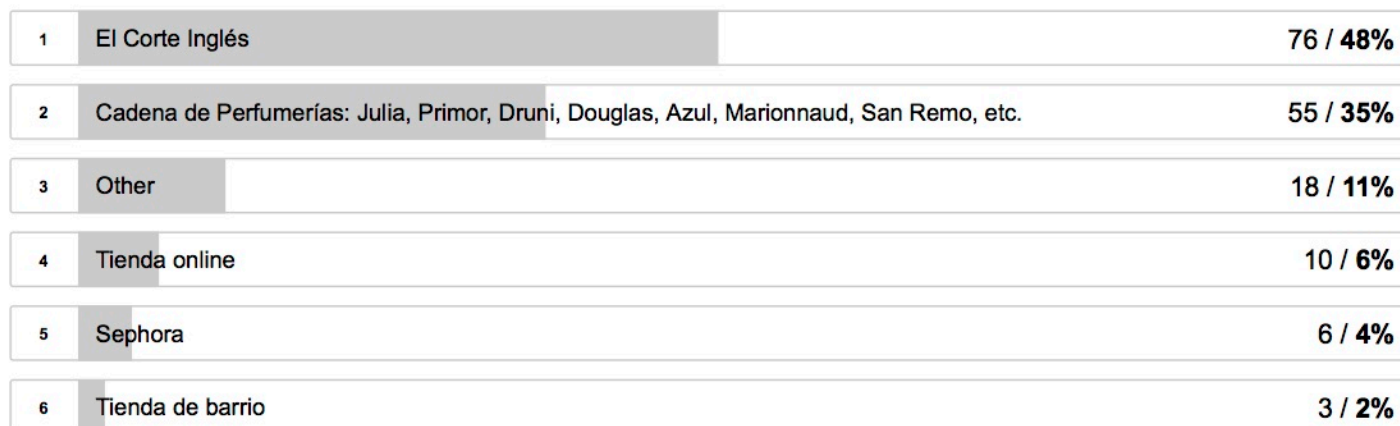 1 El Corte Inglés 76 / 48%
2 Cadena de Perfumerías: Julia, Primor, Druni, Douglas, Azul, Marionnaud, San Remo, etc. 55 / 35%
3 Other 18 / 11%
4 Tienda online 10 / 6%
5 Sephora 6 / 4%
6 Tienda de barrio 3 / 2%